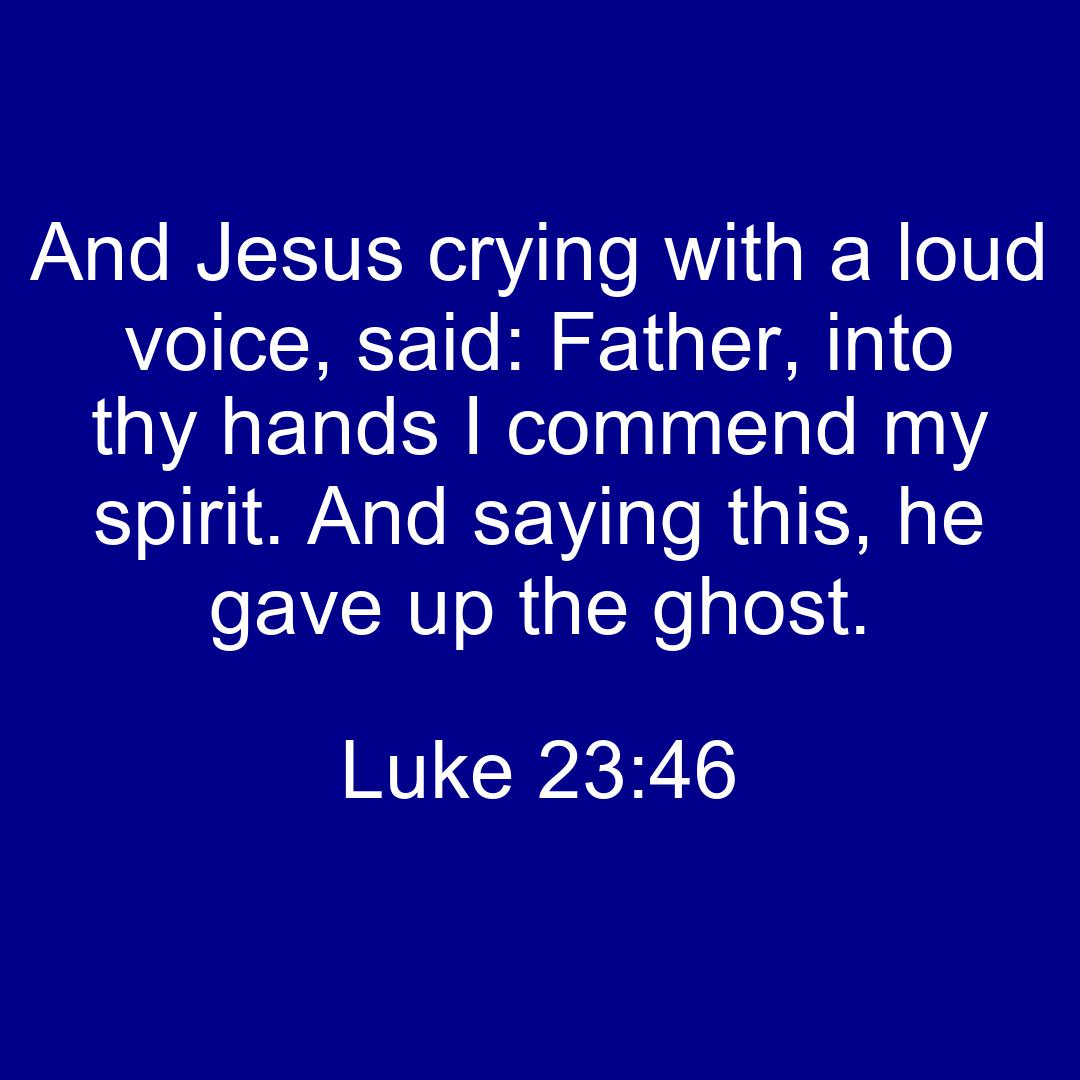 And Jesus crying with a loud
voice, said: Father, into
thy hands I commend my
spirit. And saying this, he
gave up the ghost.
Luke 23:46